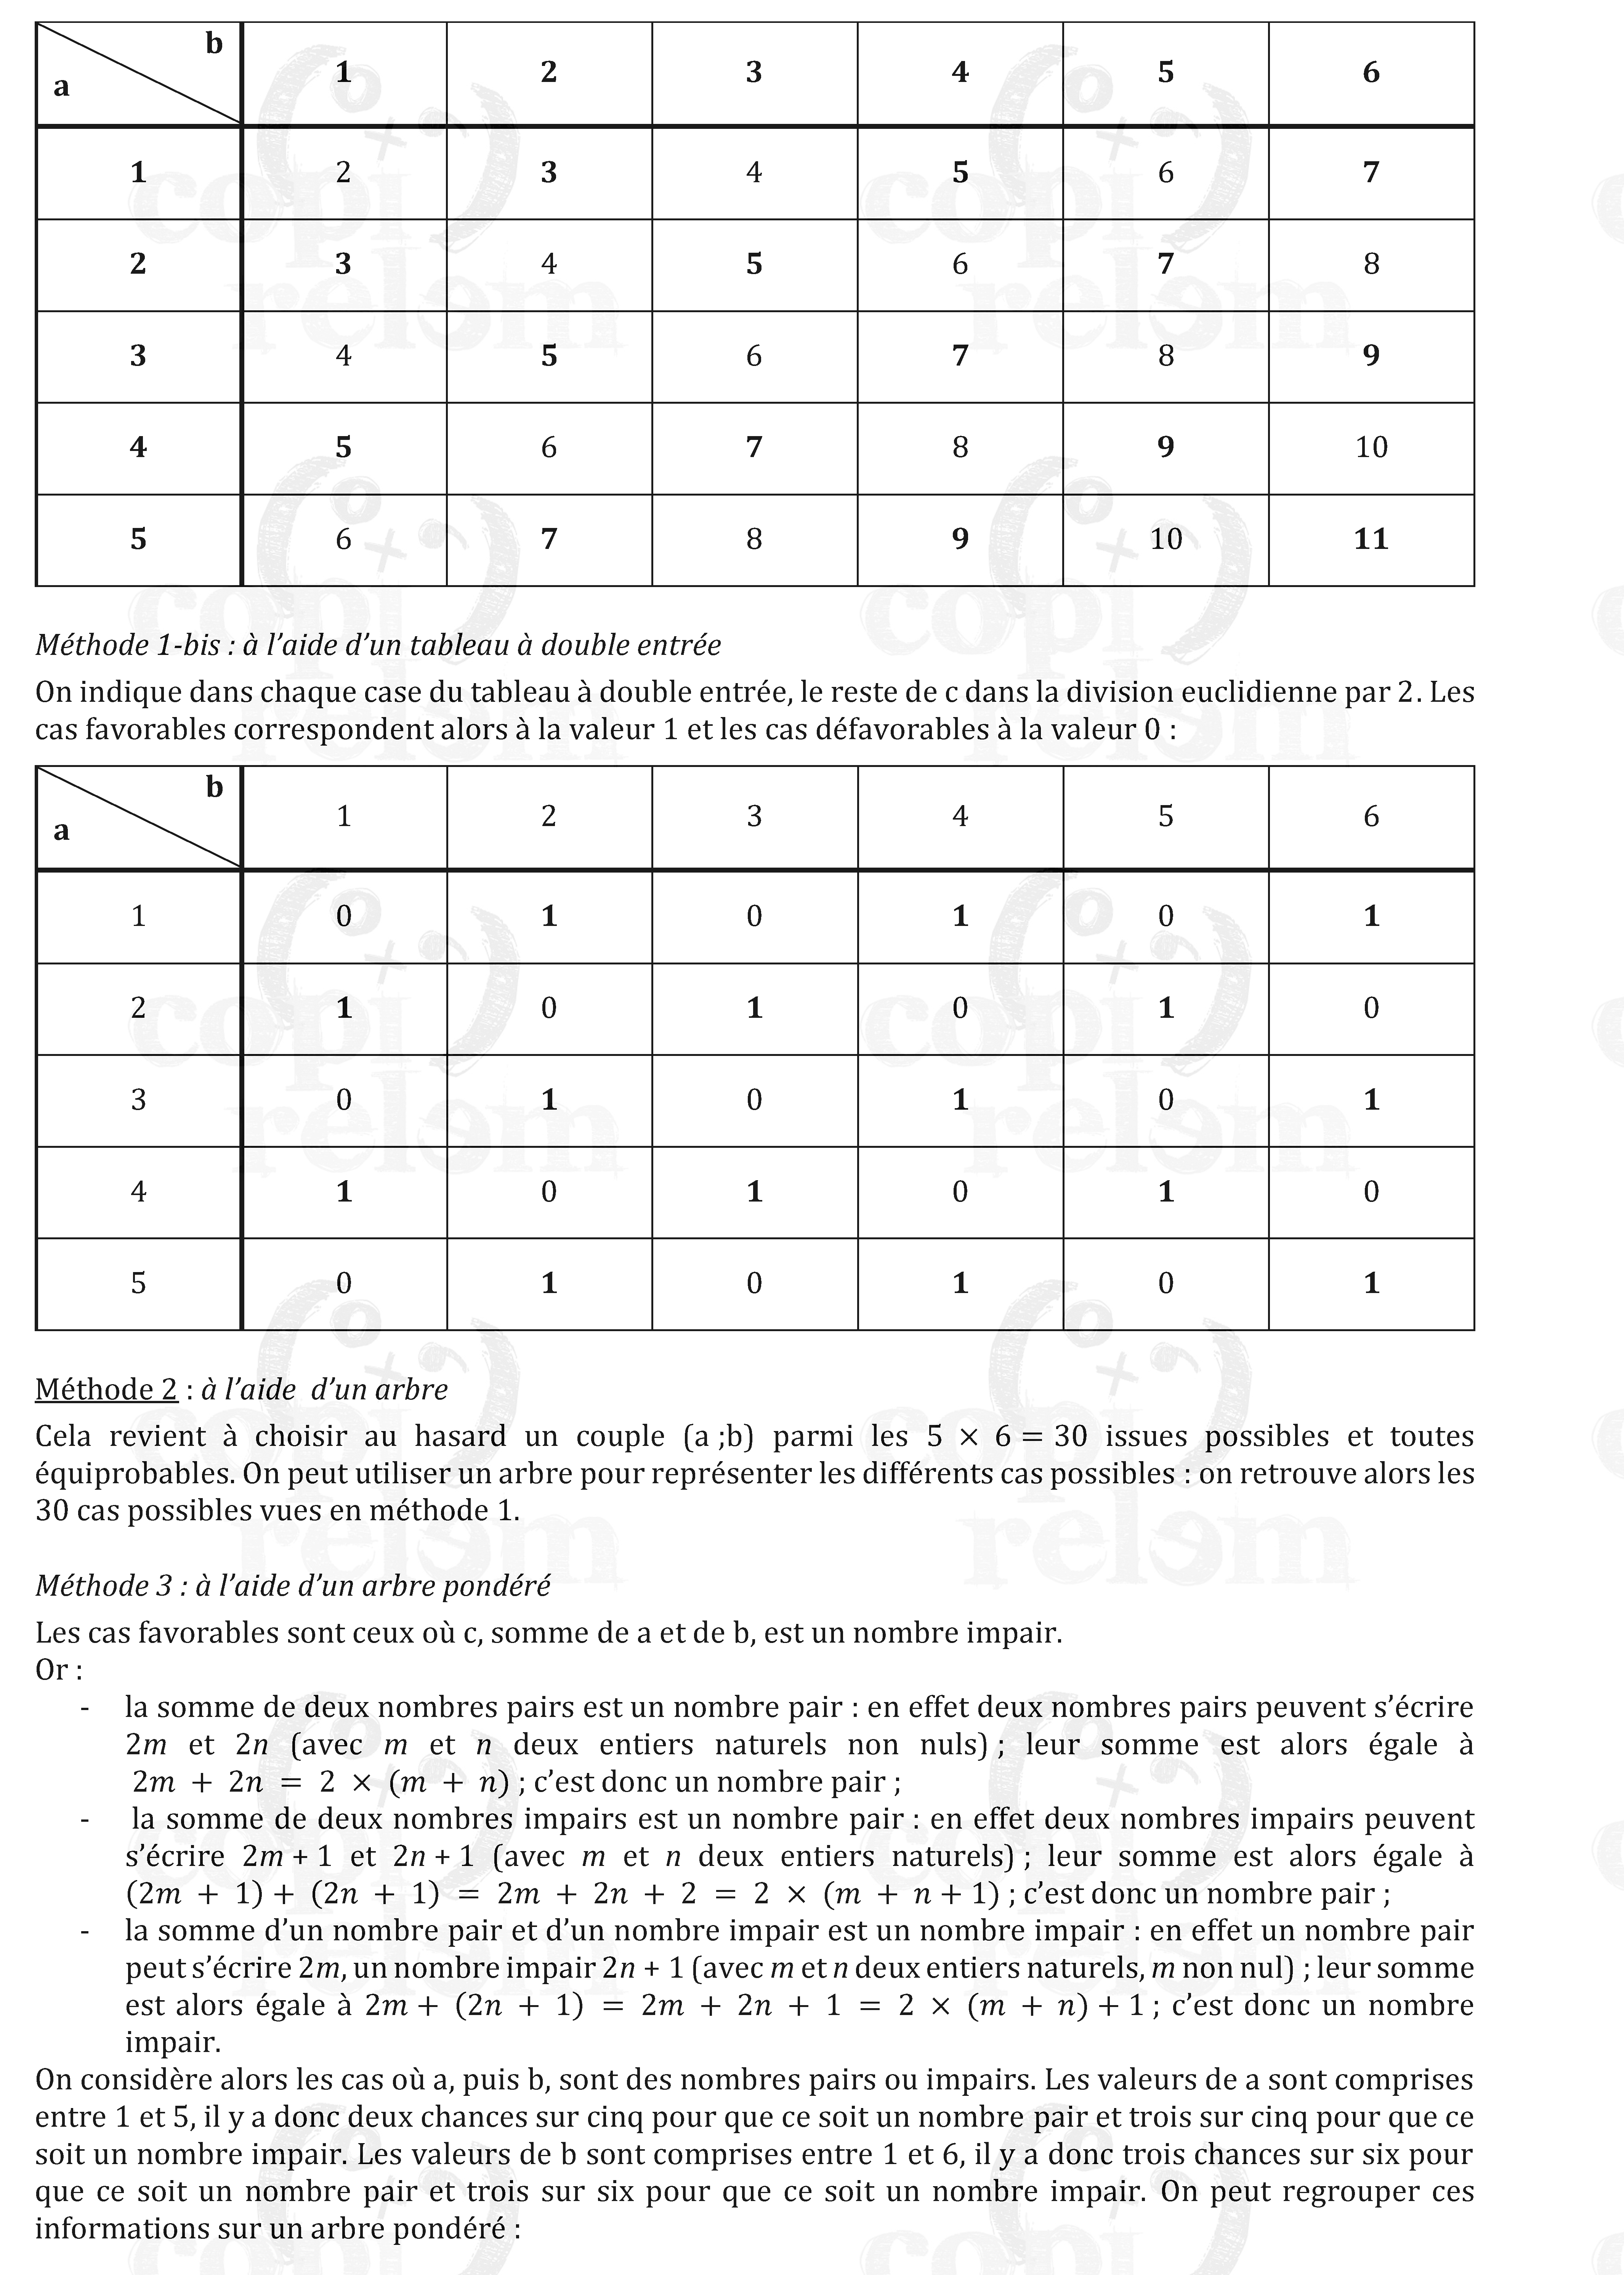 b
a
1 2 3 4 5 6
1 2 3 4 5 6 7
2 3 4 5 6 7 8
3 4 5 6 7 8 9
4 5 6 7 8 9 10
5 6 7 8 9 10 11
Méthode 1-bis : à l’aide d’un tableau à double entrée
On indique dans chaque case du tableau à double entrée, le reste de c dans la division euclidienne par 2. Les
cas favorables correspondent alors à la valeur 1 et les cas défavorables à la valeur 0 :
b
a
1 2 3 4 5 6
1 0 1 0 1 0 1
2 1 0 1 0 1 0
3 0 1 0 1 0 1
4 1 0 1 0 1 0
5 0 1 0 1 0 1
Méthode 2 : à l’aide d’un arbre
Cela revient à choisir au hasard un couple (a ;b) parmi les 5 × 6 = 30 issues possibles et toutes
équiprobables. On peut utiliser un arbre pour représenter les différents cas possibles : on retrouve alors les
30 cas possibles vues en méthode 1.
Méthode 3 : à l’aide d’un arbre pondéré
Les cas favorables sont ceux où c, somme de a et de b, est un nombre impair.
Or :
- la somme de deux nombres pairs est un nombre pair : en effet deux nombres pairs peuvent s’écrire
2m et 2n (avec m et n deux entiers naturels non nuls) ; leur somme est alors égale à
2m + 2n = 2 × (m + n) ; c’est donc un nombre pair ;
- la somme de deux nombres impairs est un nombre pair : en effet deux nombres impairs peuvent
s’écrire 2m + 1 et 2n + 1 (avec m et n deux entiers naturels) ; leur somme est alors égale à
(2m + 1) + (2n + 1) = 2m + 2n + 2 = 2 × (m + n + 1) ; c’est donc un nombre pair ;
- la somme d’un nombre pair et d’un nombre impair est un nombre impair : en effet un nombre pair
peut s’écrire 2m, un nombre impair 2n + 1 (avec m et n deux entiers naturels, m non nul) ; leur somme
est alors égale à 2m + (2n + 1) = 2m + 2n + 1 = 2 × (m + n) + 1 ; c’est donc un nombre
impair.
On considère alors les cas où a, puis b, sont des nombres pairs ou impairs. Les valeurs de a sont comprises
entre 1 et 5, il y a donc deux chances sur cinq pour que ce soit un nombre pair et trois sur cinq pour que ce
soit un nombre impair. Les valeurs de b sont comprises entre 1 et 6, il y a donc trois chances sur six pour
que ce soit un nombre pair et trois sur six pour que ce soit un nombre impair. On peut regrouper ces
informations sur un arbre pondéré :